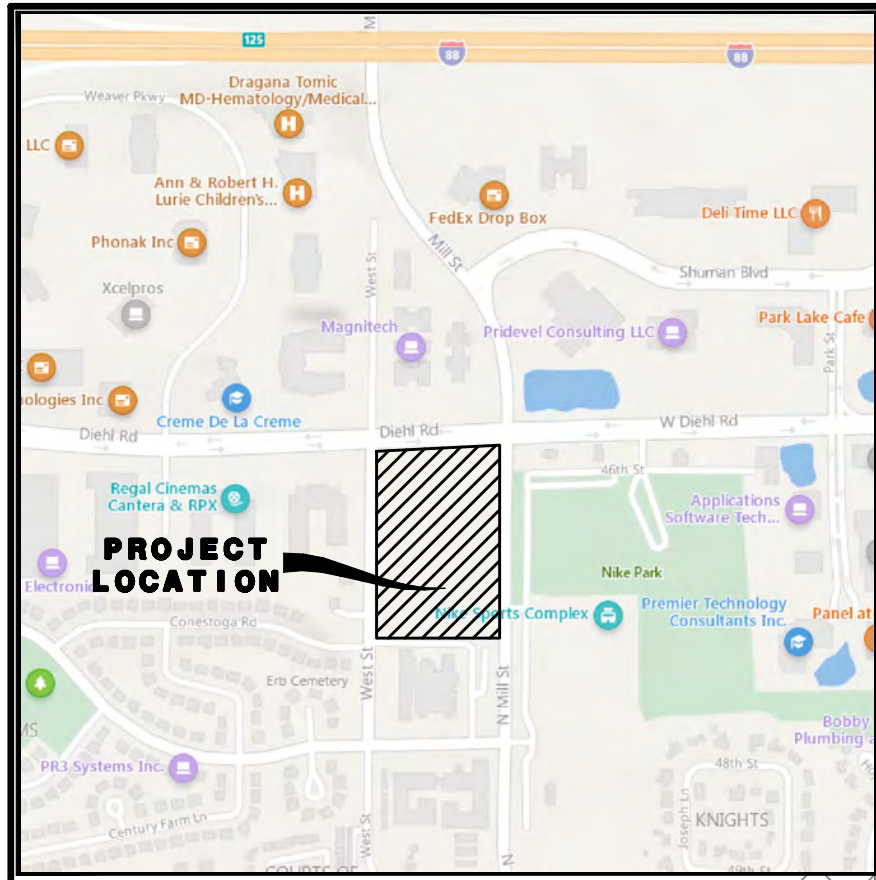 M
125
88
88
Weaver Pkwy
Dragana Tomic
MD-Hematology/Medical...
LLC
Ann & Robert H.
Lurie Children's...
FedEx Drop Box
Deli Time LLC
Phonak Inc
Mill St
West St
Shuman Blvd
Xcelpros
Magnitech
Pridevel Consulting LLC
Park Lake Cafe
Park St
nologies Inc
Creme De La Creme
Diehl Rd
Diehl Rd
W Diehl Rd
46th St
Regal Cinemas
Cantera & RPX
Applications
Software Tech...
PROJECT
LOCATION
Electronic
Nike Park
Nike Sports Complex
Premier Technology
Consultants Inc.
Panel at
Conestoga Rd
West St
Erb Cemetery
N Mill St
MS
Bobby
Plumbing a
PR3 Systems Inc.
48th St
Joseph Ln
Century Farm Ln
West St
KNIGHTS
COURTS OF
N
49th St